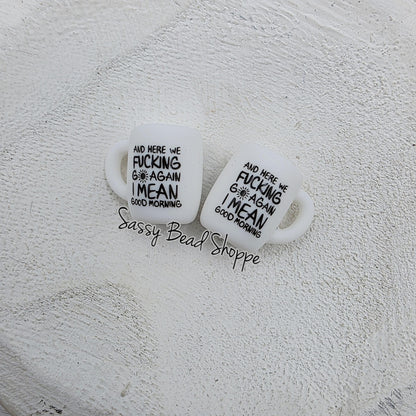 AND HERE WE
FUCKING
GO AGAIN
I MEAN
GOOD MORNING
AND HERE WE
FUCKING
GO AGAIN
I MEAN
GOOD MORNING
Sassy Bead Shoppe